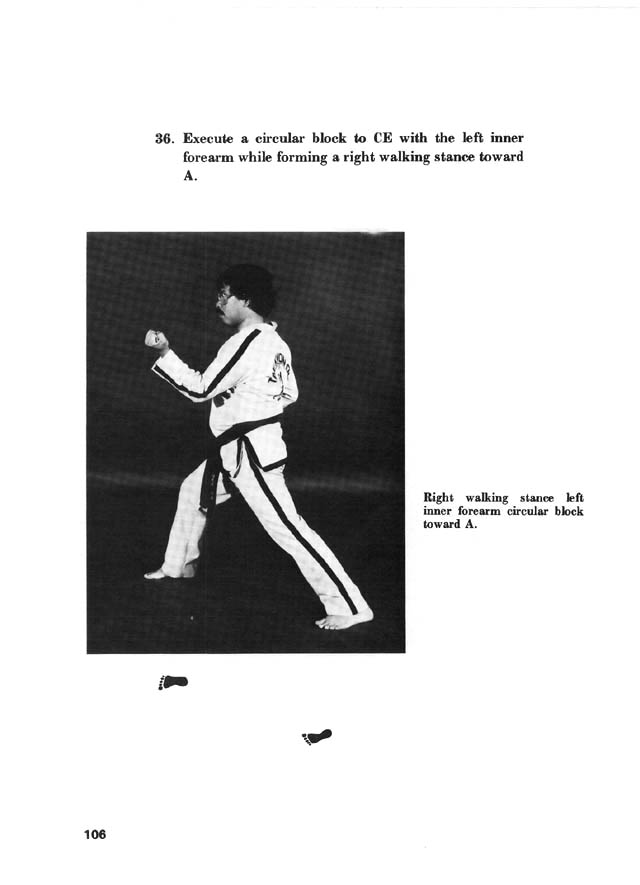 36. Execute a circular block to CE with the left inner
forearm while forming a right walking stance toward
A.
Right walking stance left
inner forearm circular block
toward A.
106